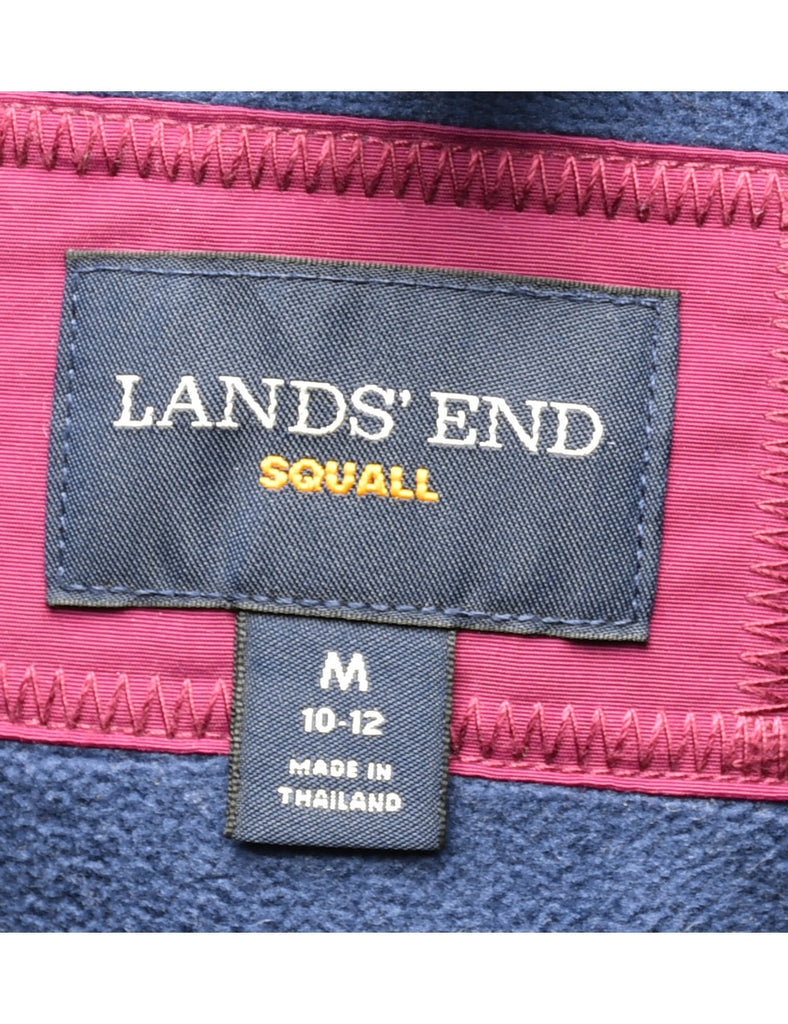 LANDS' END
SQUALL
M
10-12
MADE IN
THAILAND